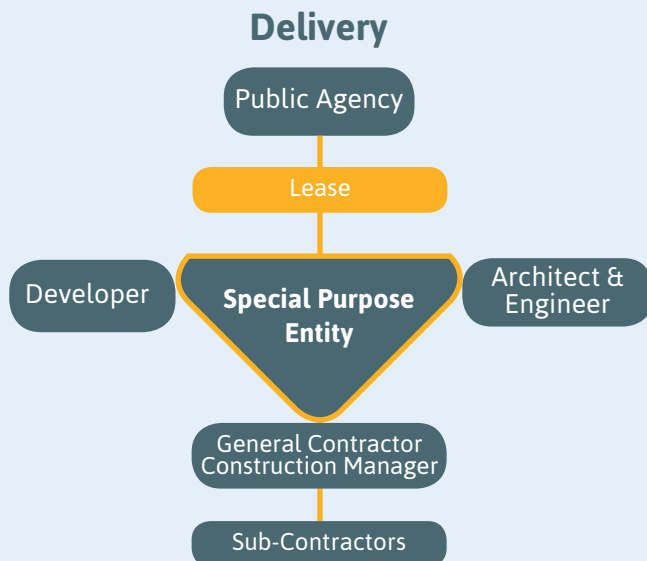 Delivery
Public Agency
Lease
Developer
Special Purpose
Entity
Architect &
Engineer
General Contractor
Construction Manager
Sub-Contractors